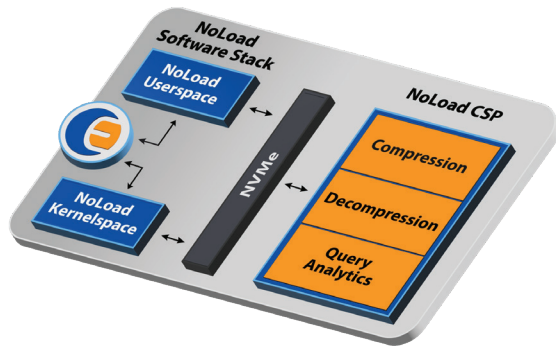 NoLoad
Software Stack
NoLoad
Userspace
NoLoad
Kernelspace
NVMe
NoLoad CSP
Compression
Decompression
Query
Analytics